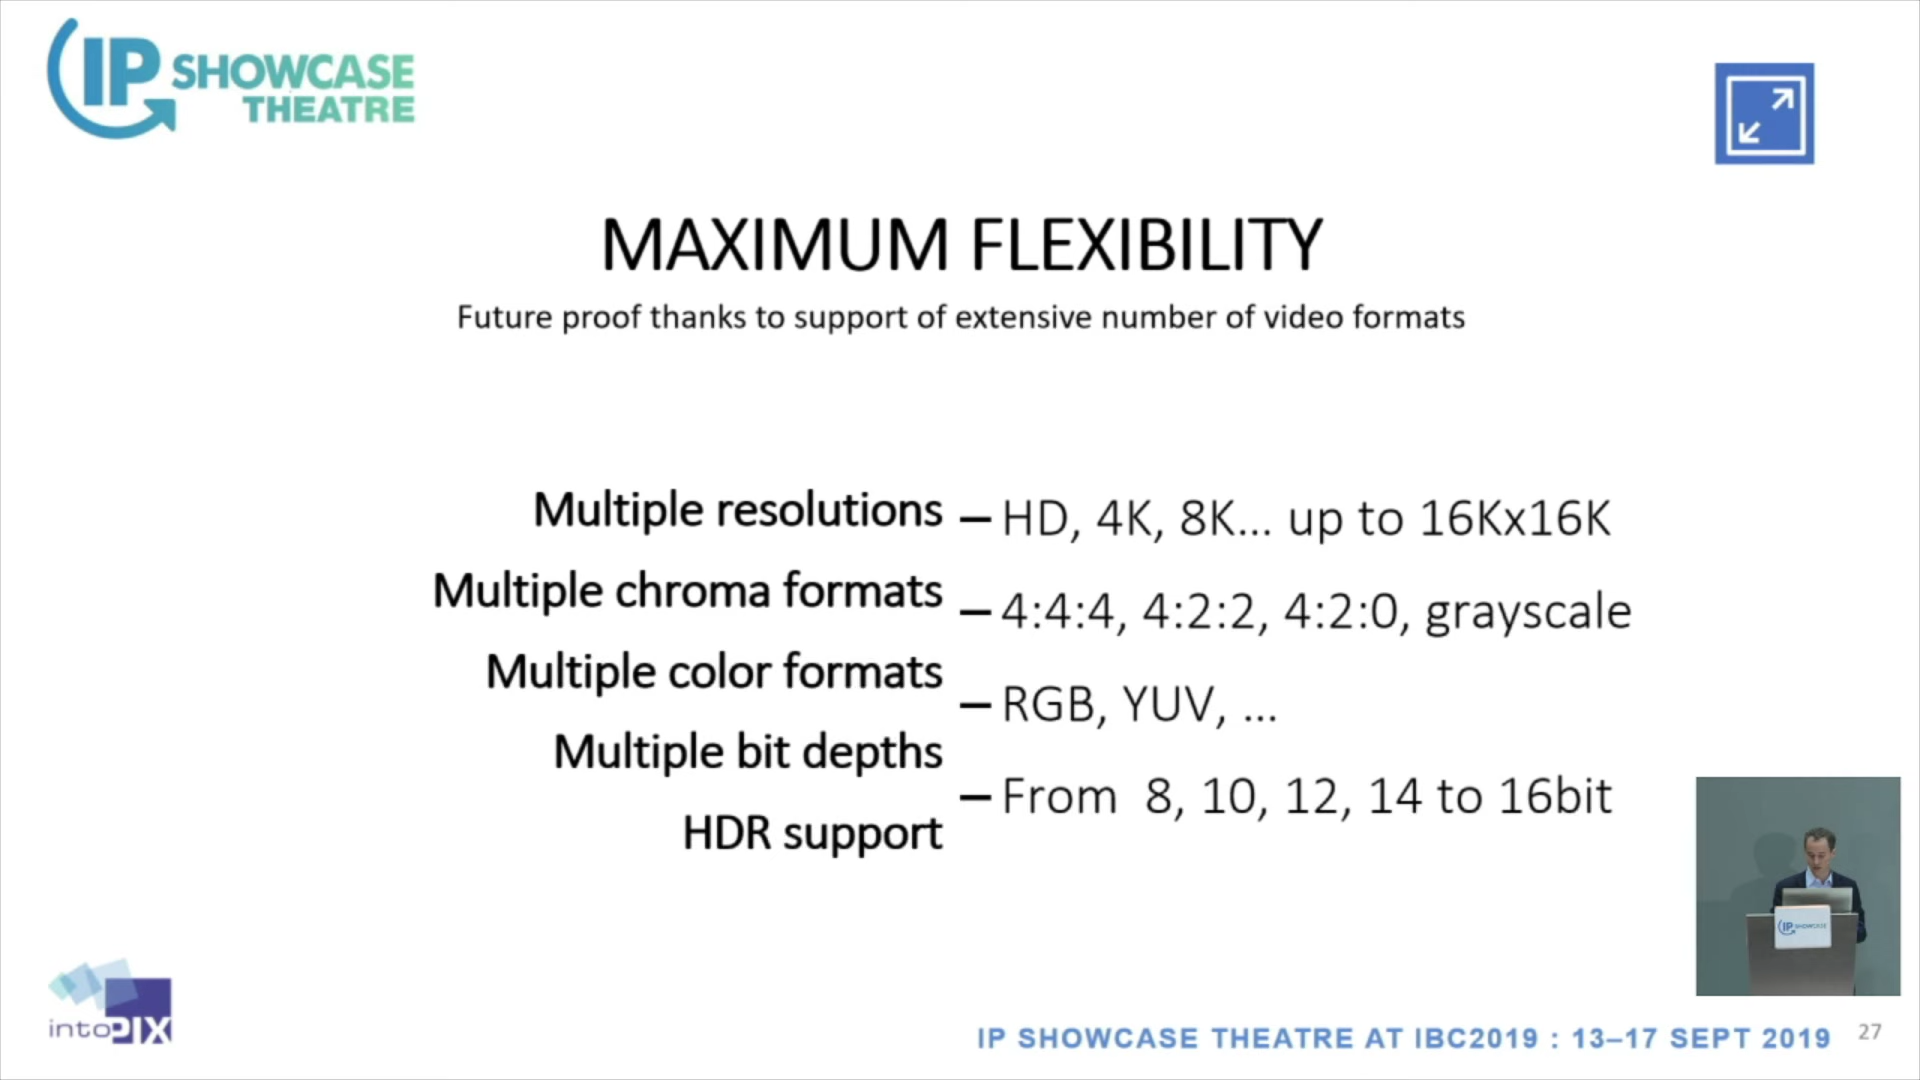 IP SHOWCASE
THEATRE
MAXIMUM FLEXIBILITY
Future proof thanks to support of extensive number of video formats
Multiple resolutions
– HD, 4K, 8K... up to 16Kx16K
Multiple chroma formats
– 4:4:4, 4:2:2, 4:2:0, grayscale
Multiple color formats
– RGB, YUV, ...
Multiple bit depths
– From 8, 10, 12, 14 to 16bit
HDR support
IP SHOWCASE
intoPIX
IP SHOWCASE THEATRE AT IBC2019 : 13–17 SEPT 2019
27